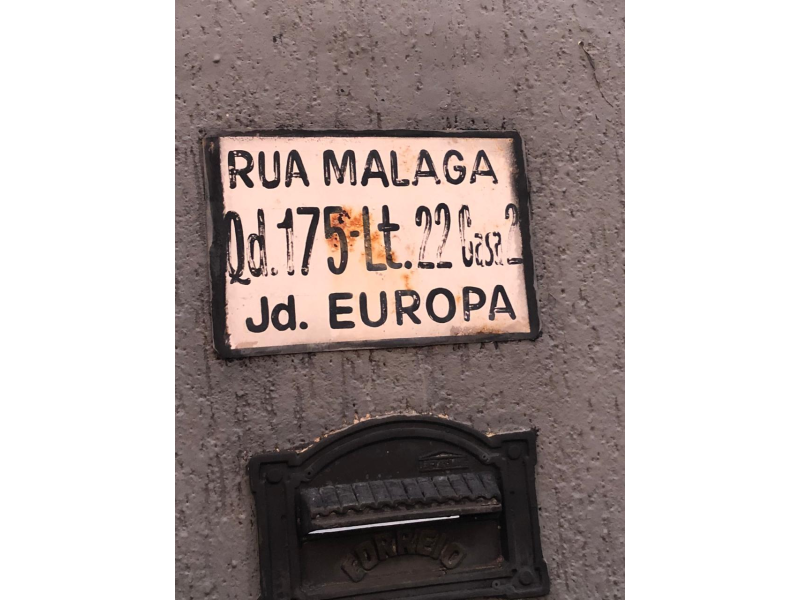 RUA MALAGA
Qd.175-Lt.22 Casa 2
Jd. EUROPA
CORREIO